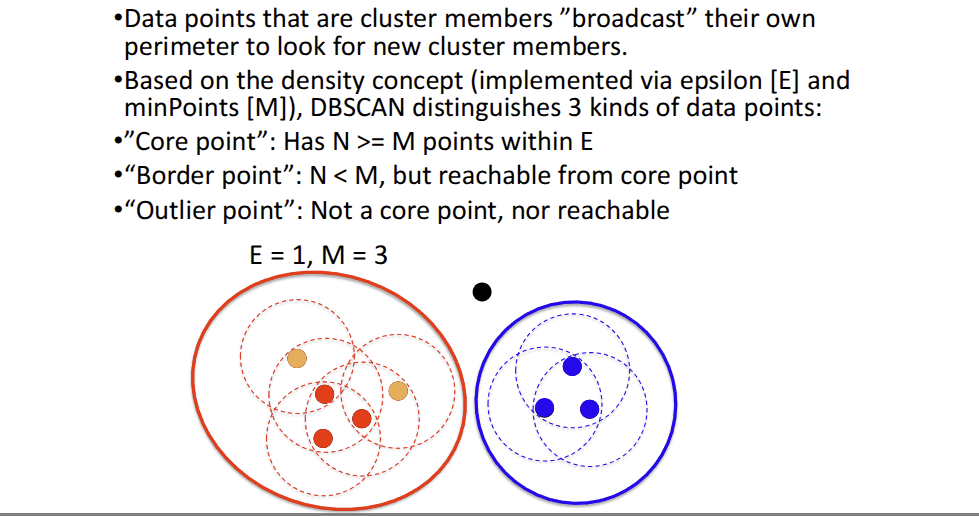 •Data points that are cluster members ”broadcast” their own
perimeter to look for new cluster members.
•Based on the density concept (implemented via epsilon [E] and
minPoints [M]), DBSCAN distinguishes 3 kinds of data points:
•”Core point”: Has N >= M points within E
•“Border point”: N < M, but reachable from core point
•“Outlier point”: Not a core point, nor reachable
E = 1, M = 3